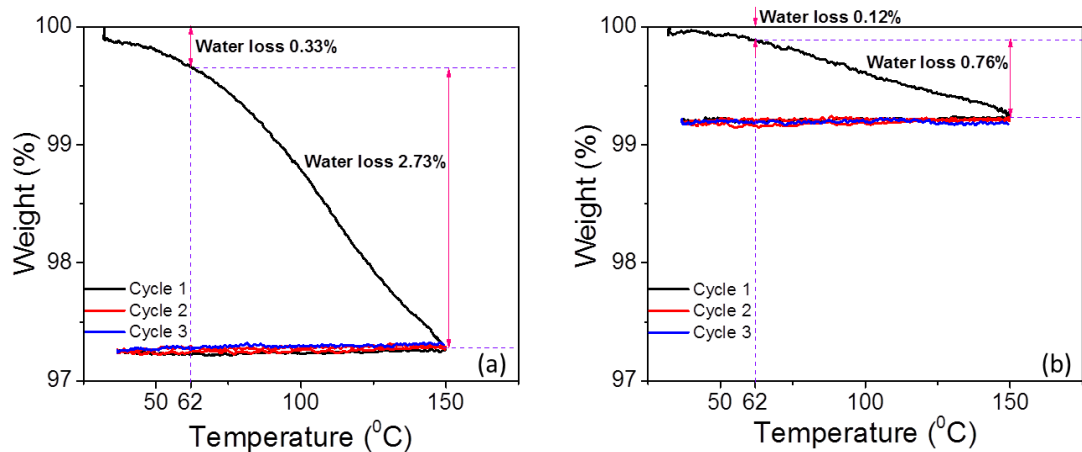 100
99
98
97
Weight (%)
Water loss 0.33%
Water loss 2.73%
Cycle 1
Cycle 2
Cycle 3
(a)
50 62 100 150
Temperature (⁰C)
100
99
98
97
Weight (%)
Water loss 0.12%
Water loss 0.76%
Cycle 1
Cycle 2
Cycle 3
(b)
50 62 100 150
Temperature (⁰C)